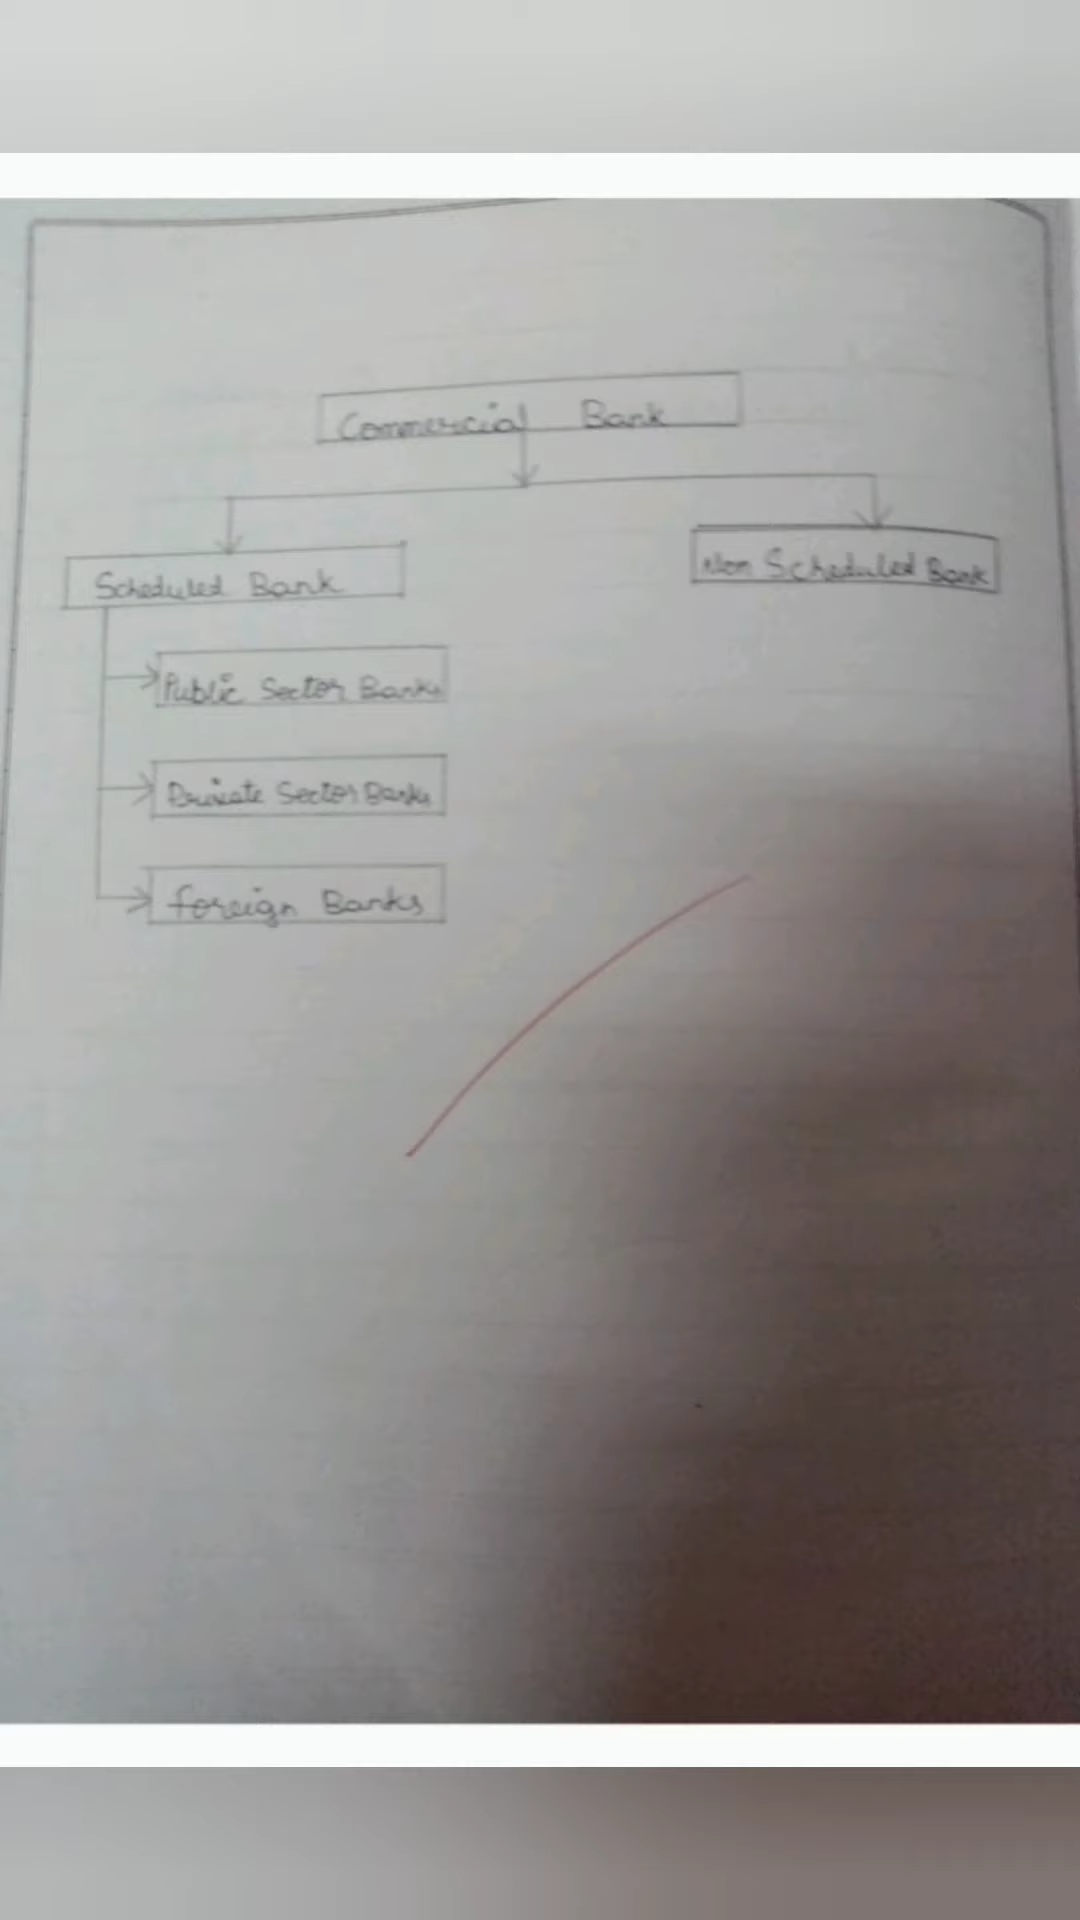 Commercial Bank
Scheduled Bank
Non Scheduled Bank
Public Sector Banks
Private Sector Banks
foreign Banks